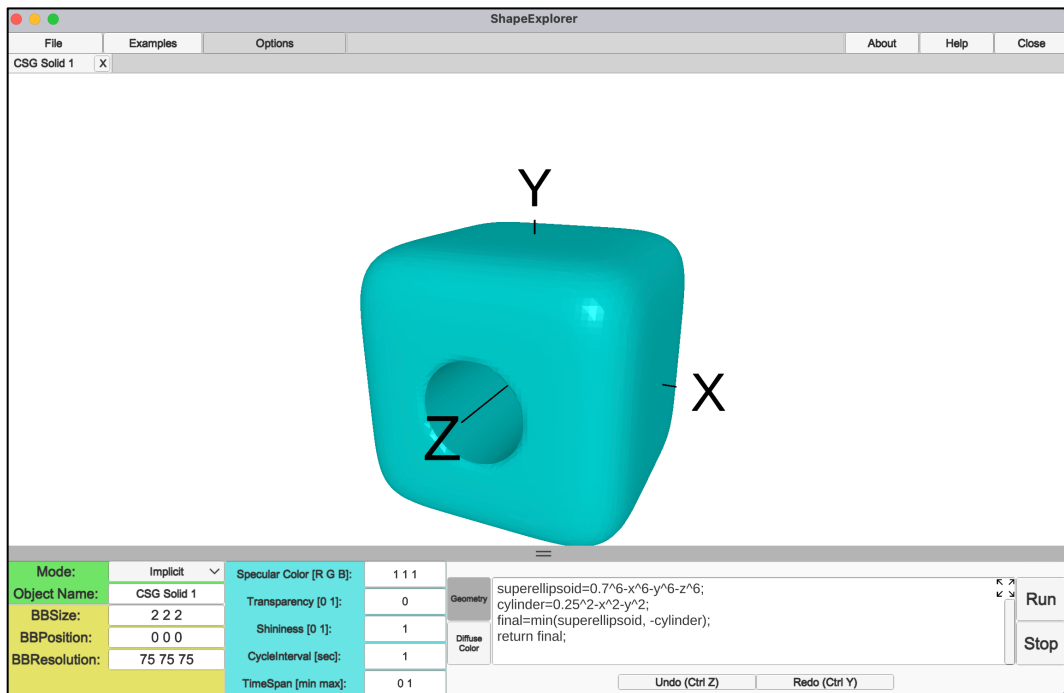 ShapeExplorer
File Examples Options About Help Close
CSG Solid 1 X
Y
X
Z
Mode: Implicit
Object Name: CSG Solid 1
BBSize: 2 2 2
BBPosition: 0 0 0
BBResolution: 75 75 75
Specular Color [R G B]: 1 1 1
Transparency [0 1]: 0
Shininess [0 1]: 1
CycleInterval [sec]: 1
TimeSpan [min max]: 0 1
Geometry
Diffuse
Color
superellipsoid=0.7^6-x^6-y^6-z^6;
cylinder=0.25^2-x^2-y^2;
final=min(superellipsoid, -cylinder);
return final;
Run
Stop
Undo (Ctrl Z) Redo (Ctrl Y)